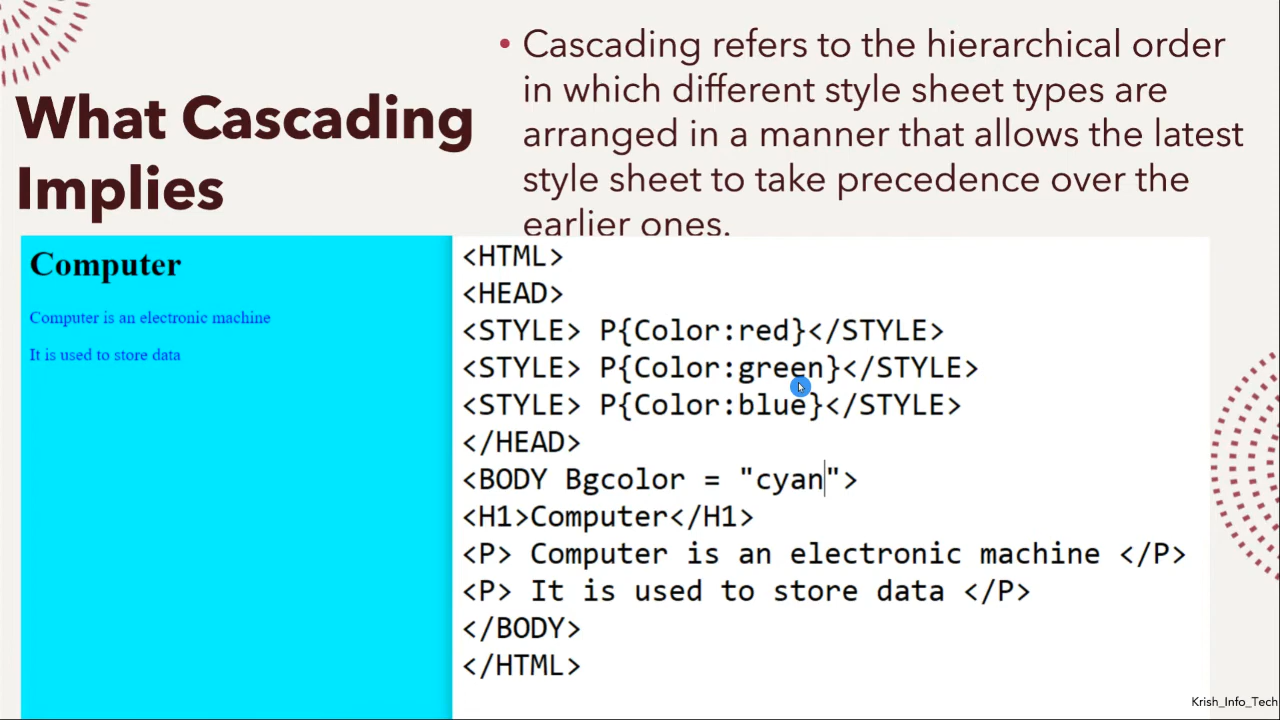 What Cascading
Implies
• Cascading refers to the hierarchical order
in which different style sheet types are
arranged in a manner that allows the latest
style sheet to take precedence over the
earlier ones.
Computer
Computer is an electronic machine
It is used to store data
<HTML>
<HEAD>
<STYLE> P{Color:red}</STYLE>
<STYLE> P{Color:green}</STYLE>
<STYLE> P{Color:blue}</STYLE>
</HEAD>
<BODY Bgcolor = "cyan">
<H1>Computer</H1>
<P> Computer is an electronic machine </P>
<P> It is used to store data </P>
</BODY>
</HTML>
Krish_Info_Tech